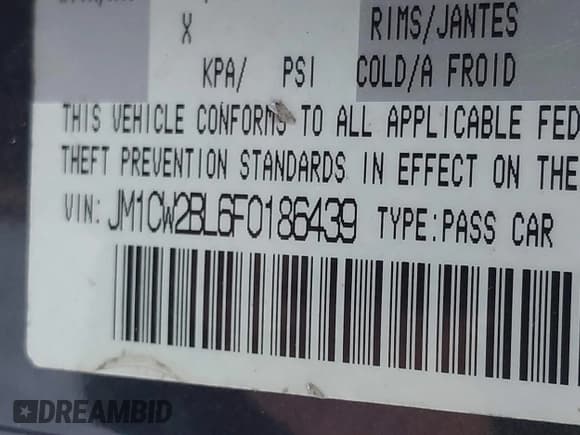 X
RIMS/JANTES
KPA/ PSI COLD/A FROID
THIS VEHICLE CONFORMS TO ALL APPLICABLE FED
THEFT PREVENTION STANDARDS IN EFFECT ON THE
VIN: JM1CW2BL6F0186439 TYPE:PASS CAR
DREAMBID